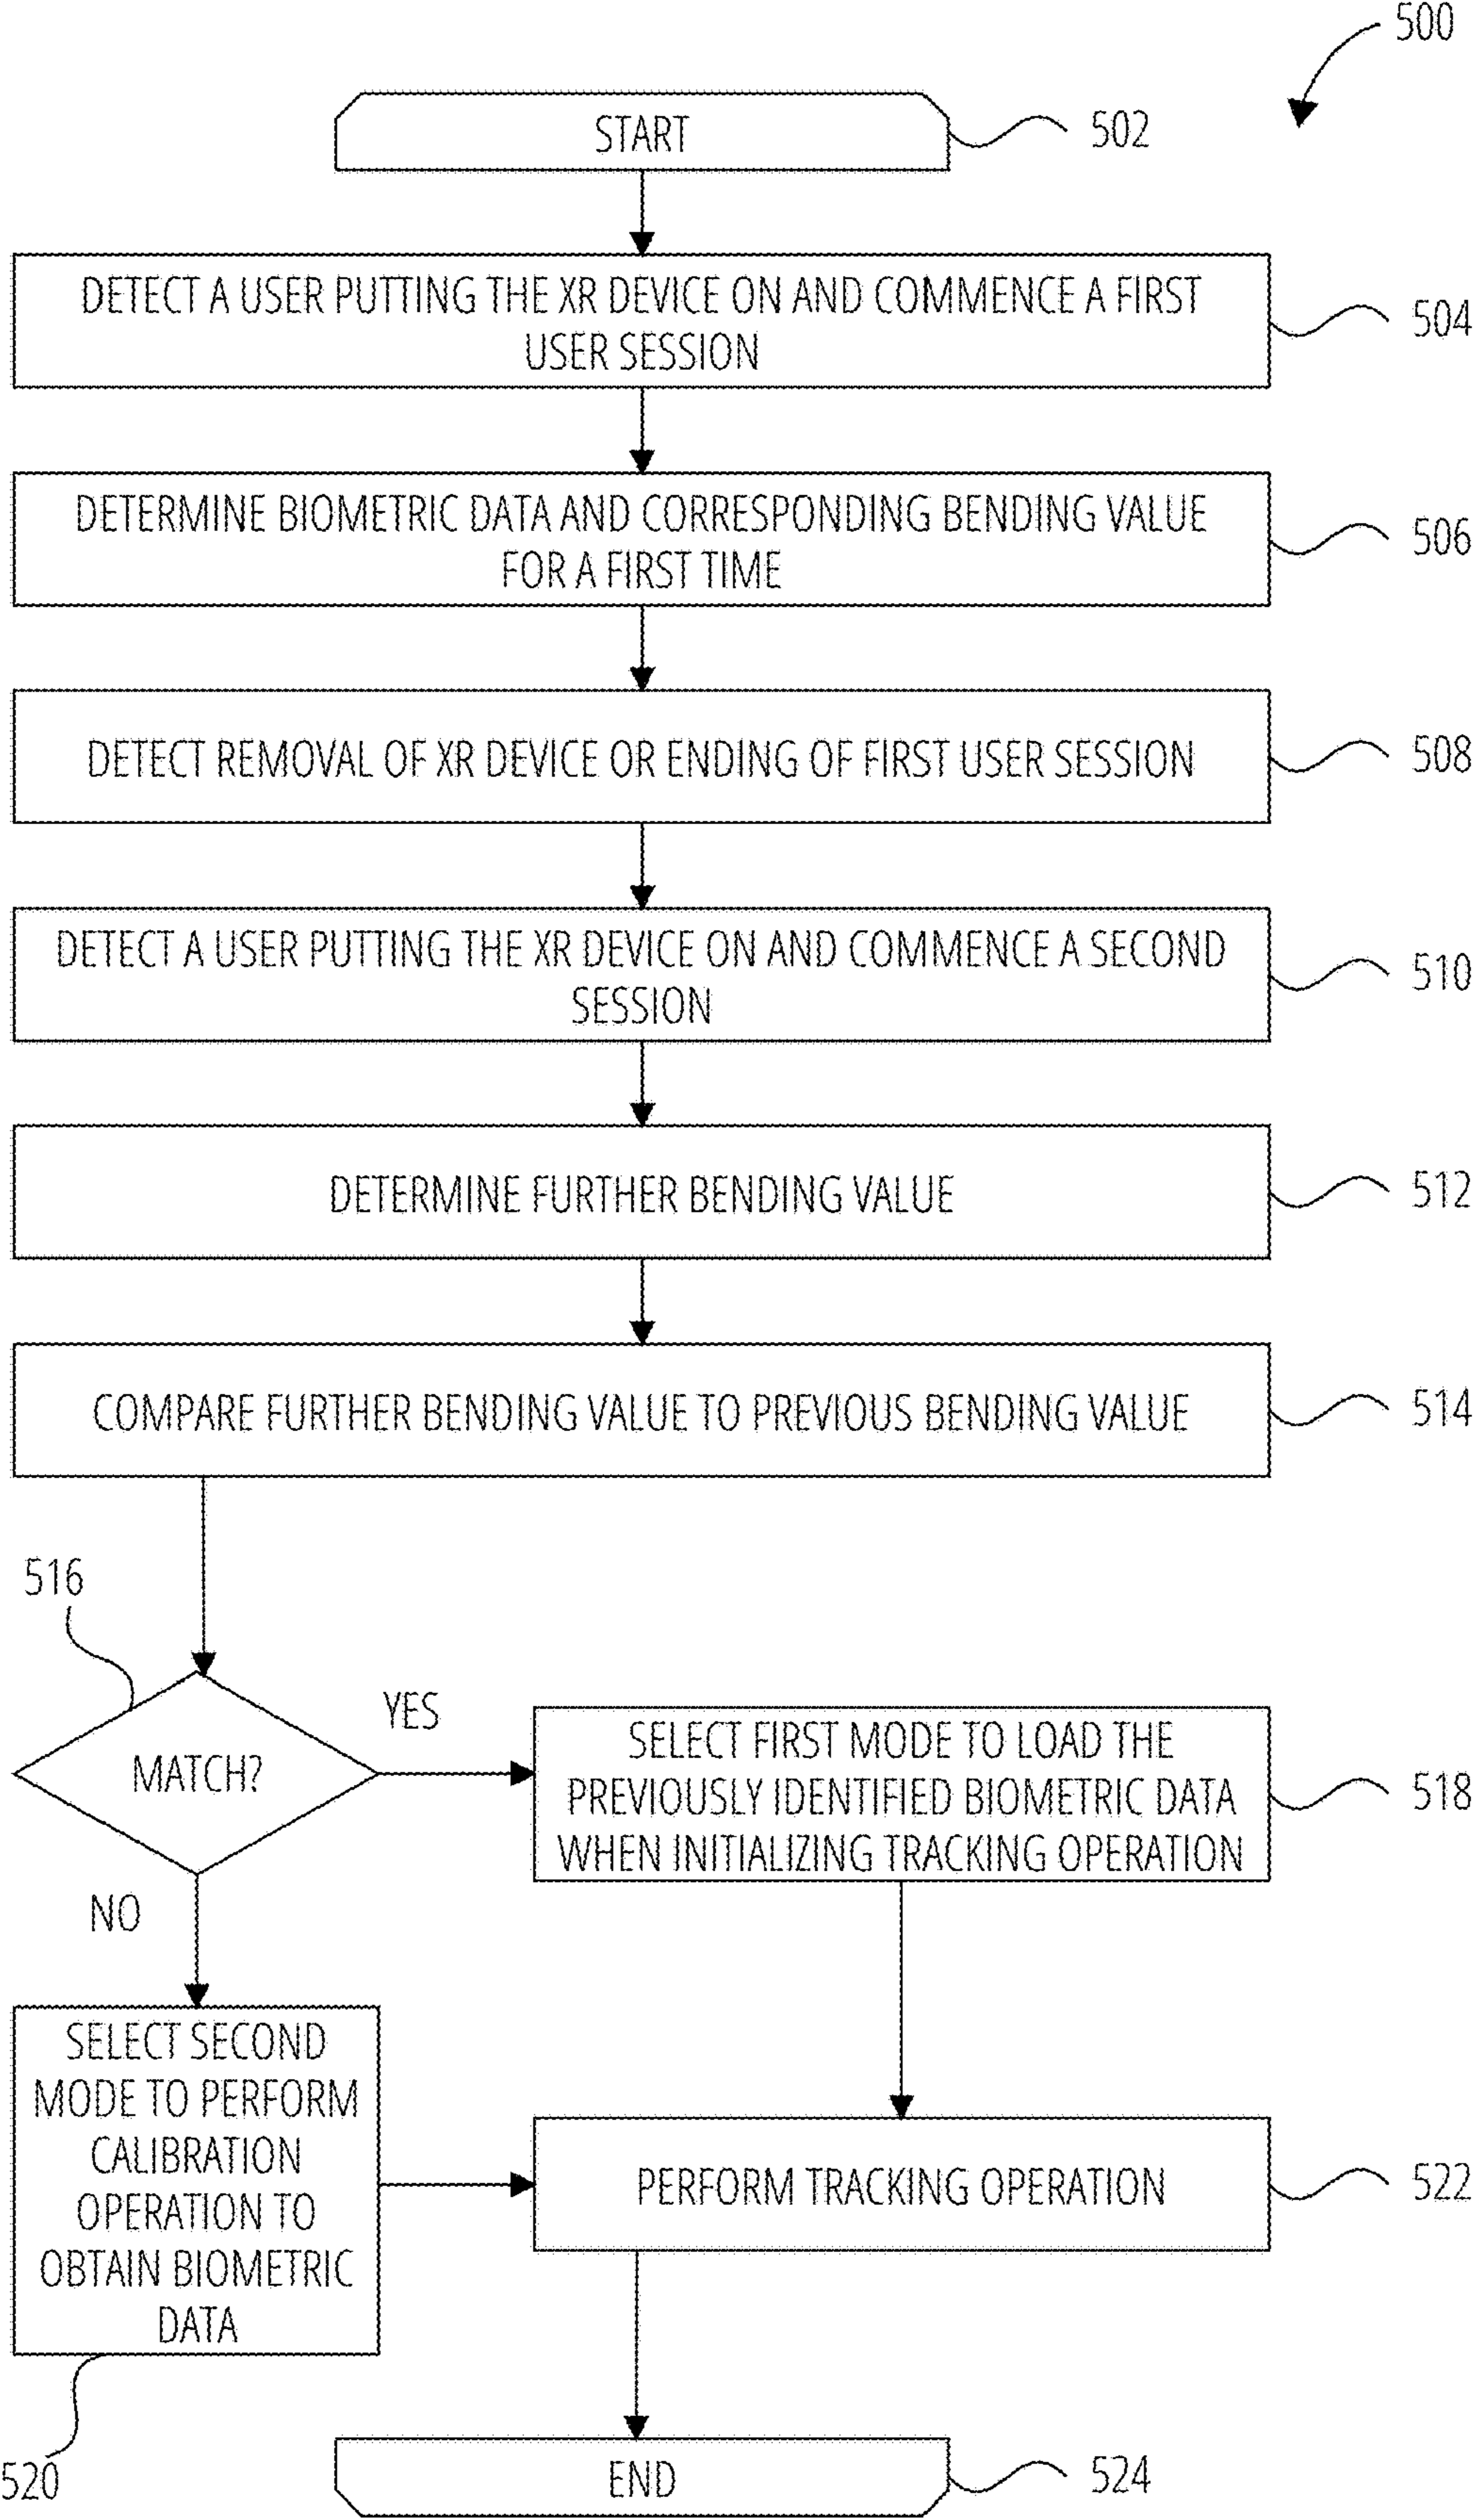 500
START
502
DETECT A USER PUTTING THE XR DEVICE ON AND COMMENCE A FIRST
USER SESSION
504
DETERMINE BIOMETRIC DATA AND CORRESPONDING BENDING VALUE
FOR A FIRST TIME
506
DETECT REMOVAL OF XR DEVICE OR ENDING OF FIRST USER SESSION
508
DETECT A USER PUTTING THE XR DEVICE ON AND COMMENCE A SECOND
SESSION
510
DETERMINE FURTHER BENDING VALUE
512
COMPARE FURTHER BENDING VALUE TO PREVIOUS BENDING VALUE
514
516
MATCH?
YES
SELECT FIRST MODE TO LOAD THE
PREVIOUSLY IDENTIFIED BIOMETRIC DATA
WHEN INITIALIZING TRACKING OPERATION
518
NO
SELECT SECOND
MODE TO PERFORM
CALIBRATION
OPERATION TO
OBTAIN BIOMETRIC
DATA
520
PERFORM TRACKING OPERATION
522
END
524